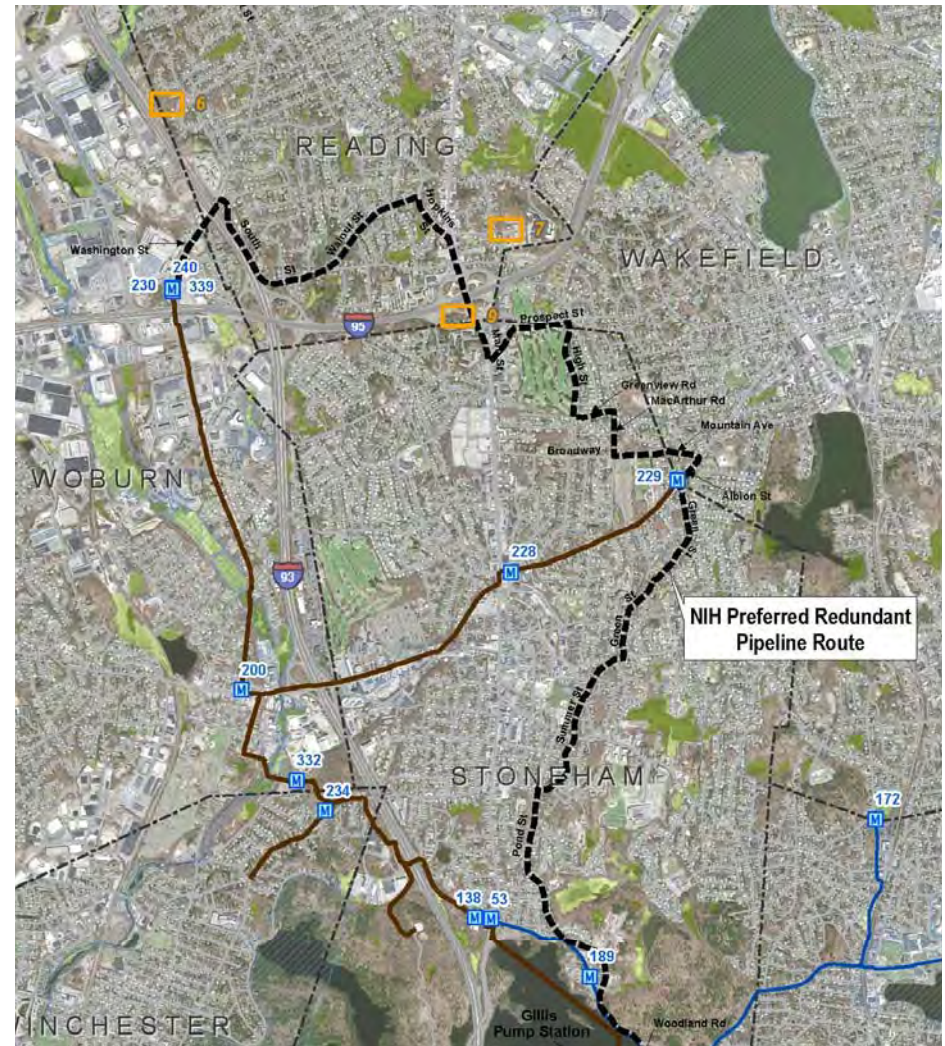 St
6
READING
Hopkins
St
South
Walnut St
7
Washington St
WAKEFIELD
240
230
339
St
9
Prospect St
95
Main St
High St
Greenview Rd
MacArthur Rd
Mountain Ave
Broadway
WOBURN
229
Albion St
Green
St
228
93
NIH Preferred Redundant
Pipeline Route
Green
St
200
Summer St
332
STONEHAM
234
172
Pond St
138
53
189
WINCHESTER
Gillis
Pump Station
Woodland Rd
M
M
M
M
M
M
M
M
M
M